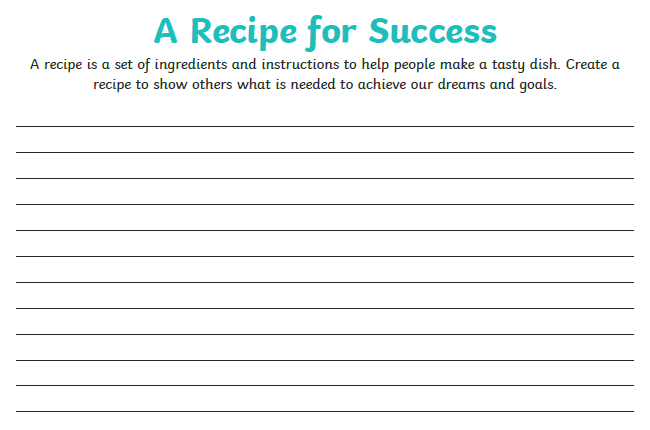 A Recipe for Success
A recipe is a set of ingredients and instructions to help people make a tasty dish. Create a
recipe to show others what is needed to achieve our dreams and goals.